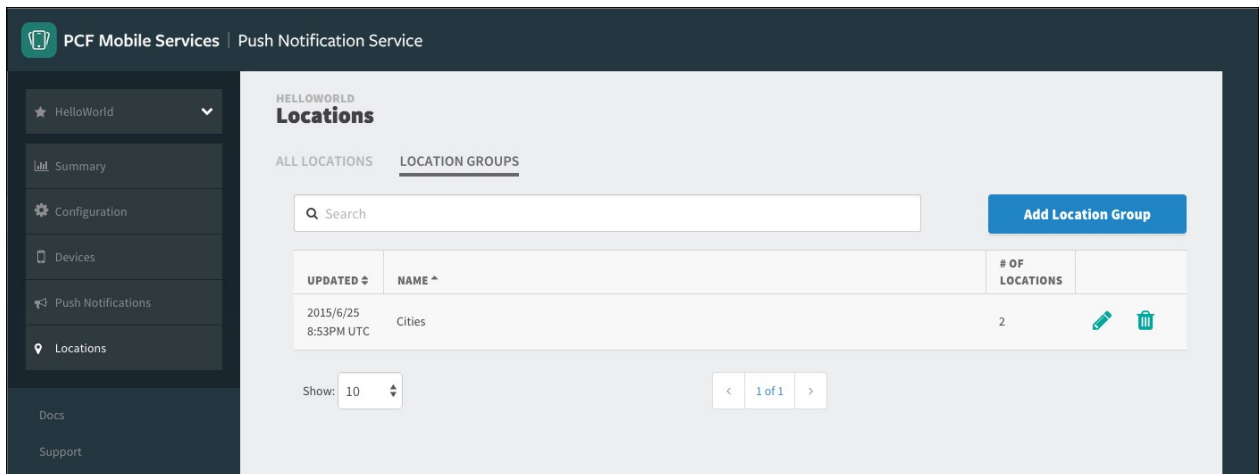 PCF Mobile Services | Push Notification Service
HelloWorld
Summary
Configuration
Devices
Push Notifications
Locations
Docs
Support
HELLOWORLD
Locations
ALL LOCATIONS LOCATION GROUPS
Search
Add Location Group
UPDATED NAME # OF
LOCATIONS
2015/6/25
8:53PM UTC
Cities 2
Show: 10 < 1 of 1 >